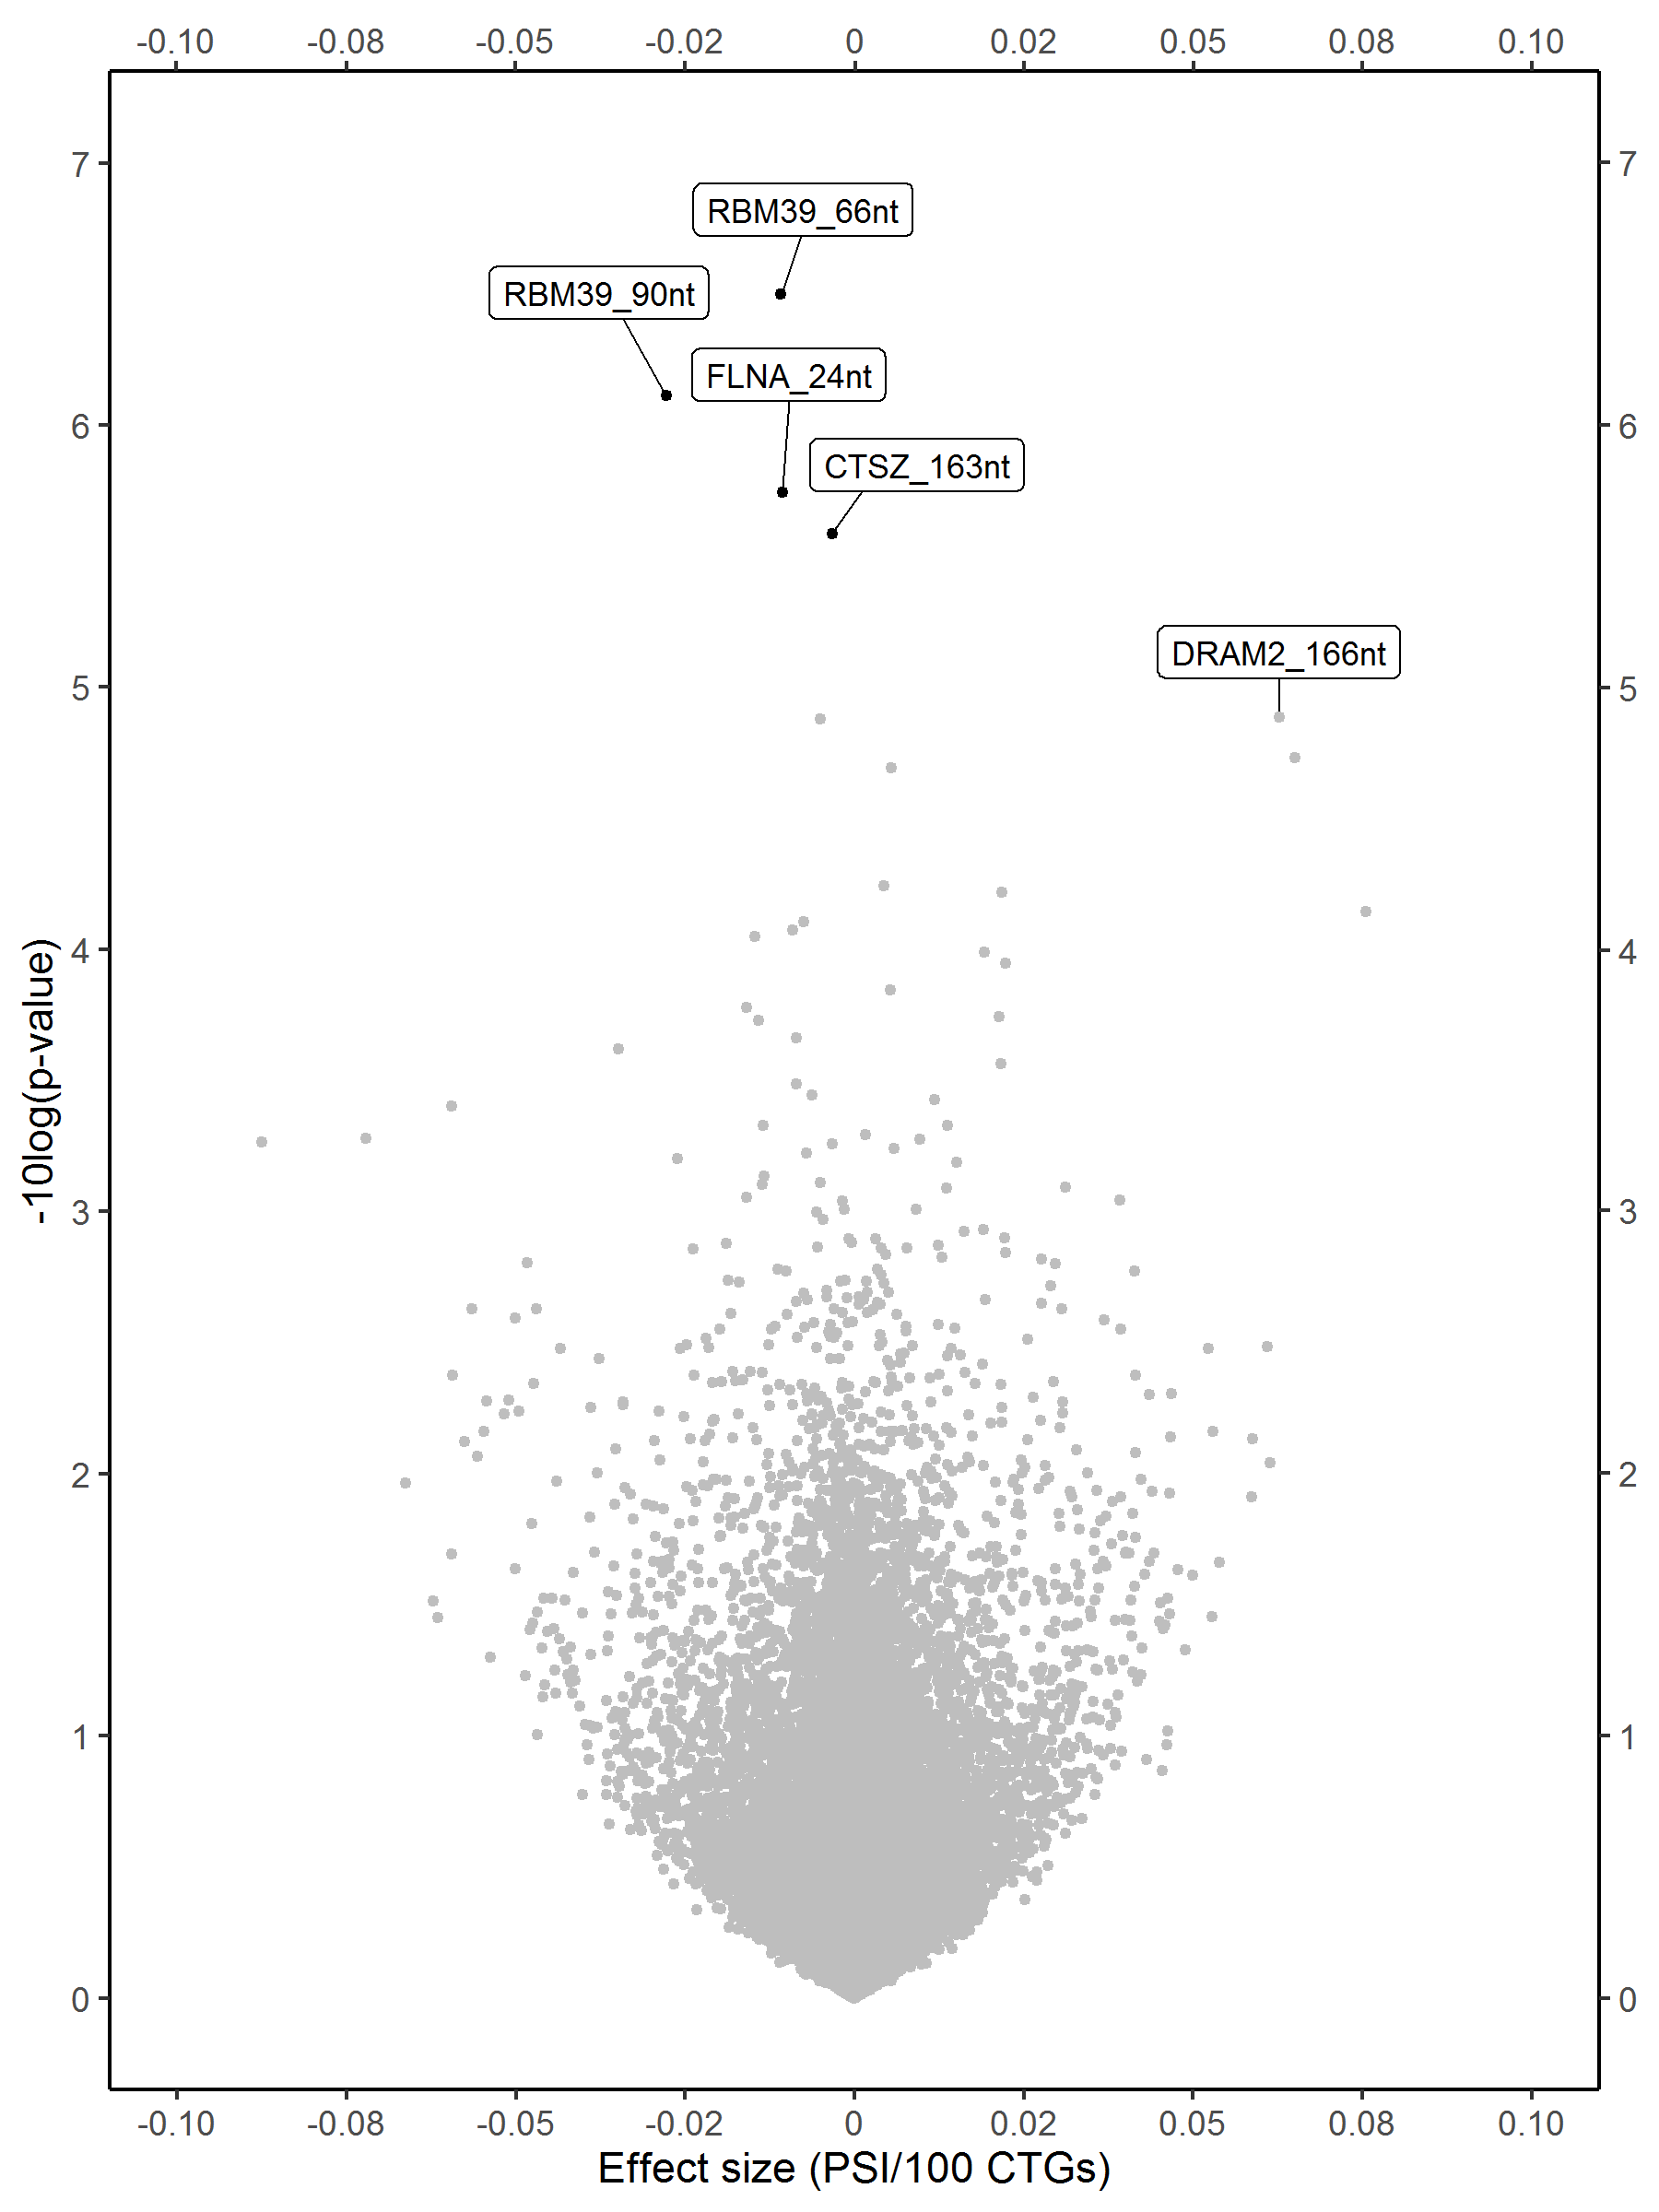 -0.10 -0.08 -0.05 -0.02 0 0.02 0.05 0.08 0.10
7 7
RBM39_66nt
RBM39_90nt
FLNA_24nt
6 6
CTSZ_163nt
DRAM2_166nt
5 5
4 4
-10log(p-value)
3 3
2 2
1 1
0 0
-0.10 -0.08 -0.05 -0.02 0 0.02 0.05 0.08 0.10
Effect size (PSI/100 CTGs)